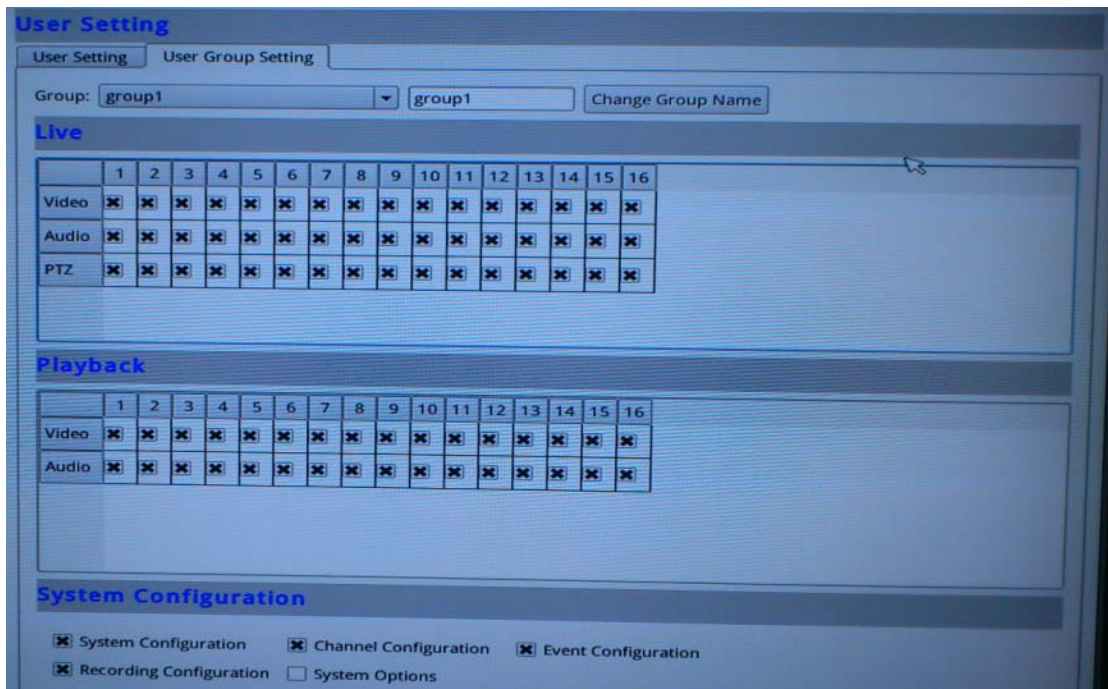 User Setting
User Setting User Group Setting
Group: group1 group1 Change Group Name
Live
1 2 3 4 5 6 7 8 9 10 11 12 13 14 15 16
Video
Audio
PTZ
Playback
1 2 3 4 5 6 7 8 9 10 11 12 13 14 15 16
Video
Audio
System Configuration
System Configuration Channel Configuration Event Configuration
Recording Configuration System Options